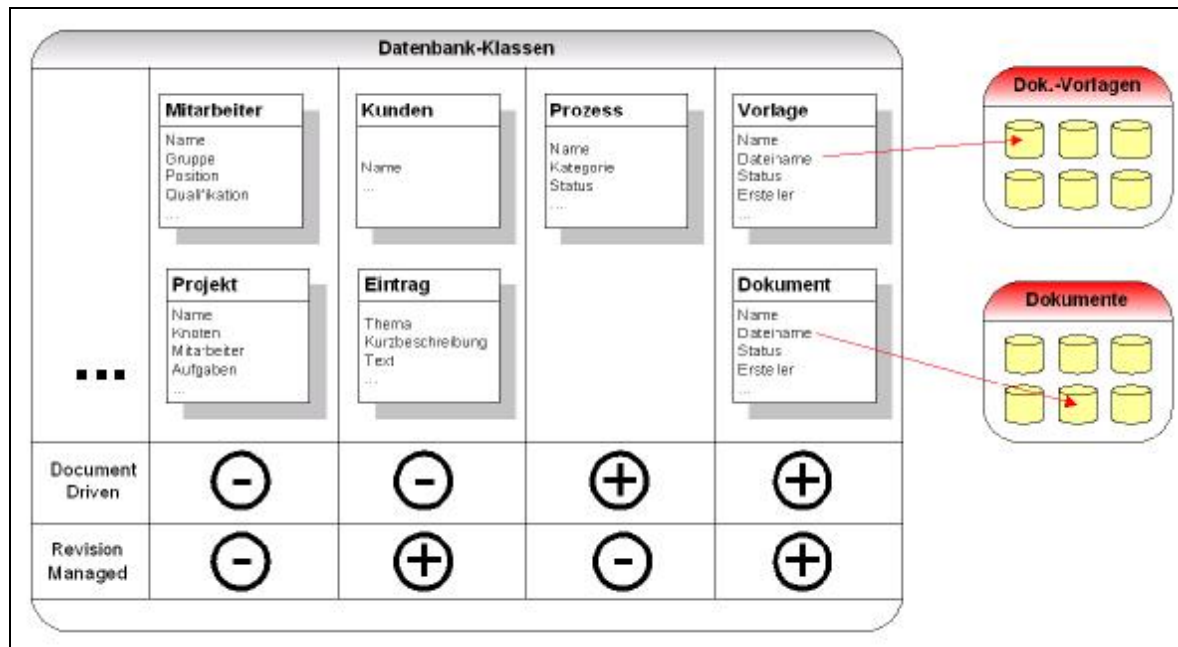 Datenbank-Klassen
Mitarbeiter
Name
Gruppe
Position
Qualifikation
...
Kunden
Name
...
Prozess
Name
Kategorie
Status
....
Vorlage
Name
Dateiname
Status
Ersteller
...
Dok.-Vorlagen
...
Projekt
Name
Knoten
Mitarbeiter
Aufgaben
...
Eintrag
Thema
Kurzbeschreibung
Text
...
Dokument
Name
Dateiname
Status
Ersteller
...
Dokumente
Document
Driven
- - + +
Revision
Managed
- + - +